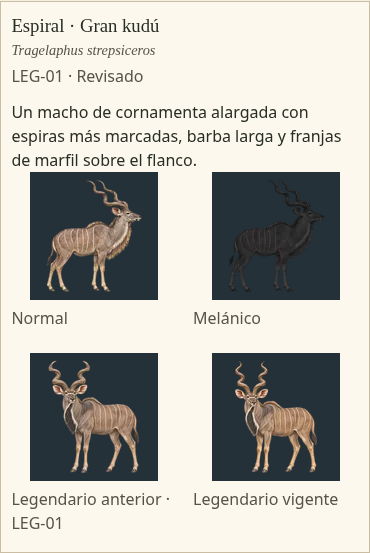 Espiral · Gran kudú
Tragelaphus strepsiceros
LEG-01 · Revisado
Un macho de cornamenta alargada con
espiras más marcadas, barba larga y franjas
de marfil sobre el flanco.
Normal
Melánico
Legendario anterior ·
LEG-01
Legendario vigente